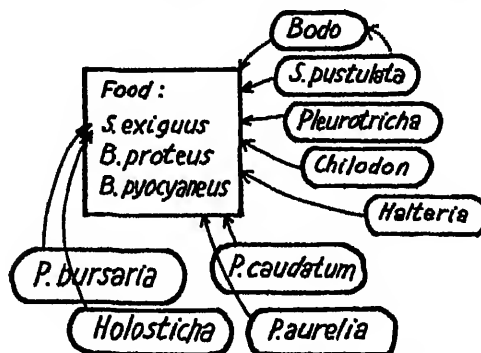 Bodo
S. pustulata
Food :
S. exiguus
B. proteus
B. pyocyaneus
Pleurotricha
Chilodon
Halteria
P. bursaria
P. caudatum
Holosticha
P. aurelia